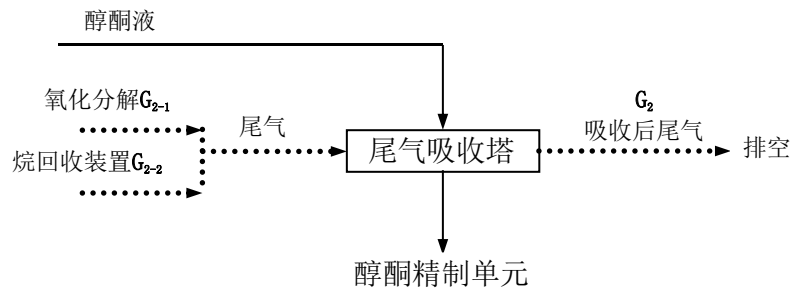 醇酮液
氧化分解G₂₋₁
尾气
G₂
吸收后尾气
尾气吸收塔
排空
烷回收装置G₂₋₂
醇酮精制单元